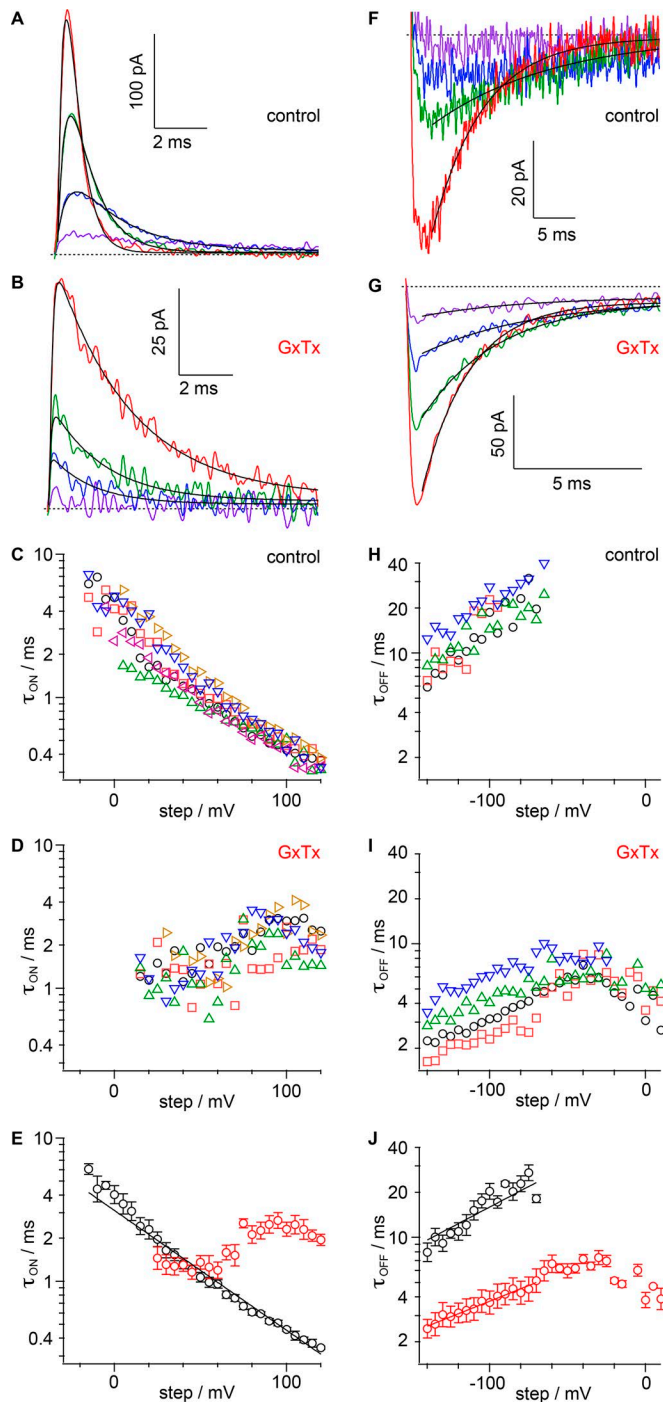 A
100 pA
2 ms
control
B
25 pA
2 ms
GxTx
C
control
10
4
2
1
0.4
τON / ms
0
100
step / mV
D
GxTx
10
4
2
1
0.4
τON / ms
0
100
step / mV
E
10
4
2
1
0.4
τON / ms
0
100
step / mV
F
control
20 pA
5 ms
G
GxTx
50 pA
5 ms
H
control
40
20
10
4
2
τOFF / ms
-100
0
step / mV
I
GxTx
40
20
10
4
2
τOFF / ms
-100
0
step / mV
J
40
20
10
4
2
τOFF / ms
-100
0
step / mV